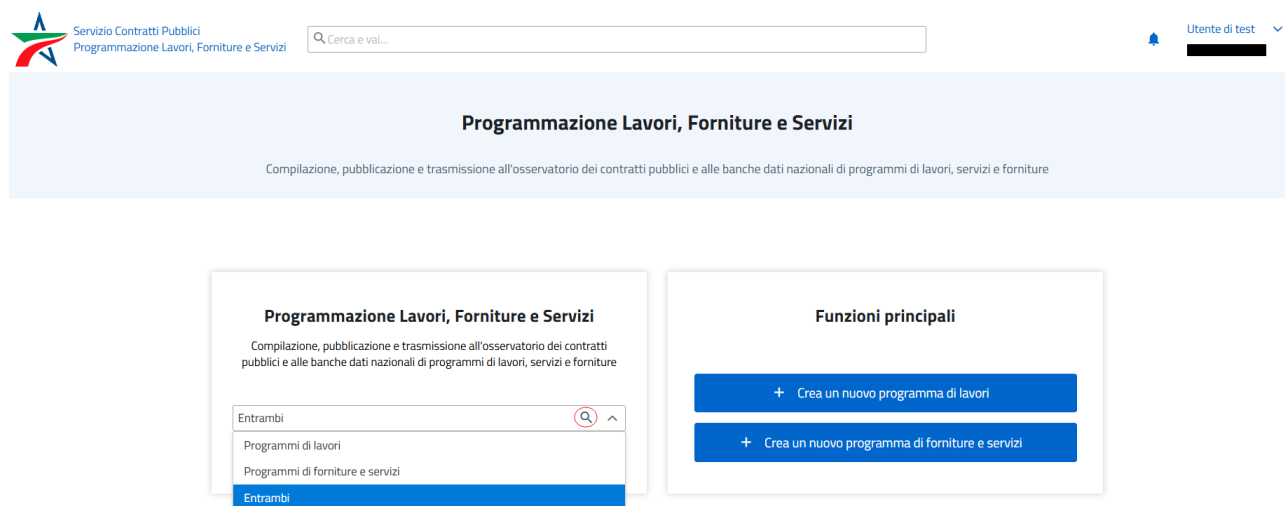 Servizio Contratti Pubblici
Programmazione Lavori, Forniture e Servizi
Cerca e vai...
Utente di test
Programmazione Lavori, Forniture e Servizi
Compilazione, pubblicazione e trasmissione all'osservatorio dei contratti pubblici e alle banche dati nazionali di programmi di lavori, servizi e forniture
Programmazione Lavori, Forniture e Servizi
Compilazione, pubblicazione e trasmissione all'osservatorio dei contratti
pubblici e alle banche dati nazionali di programmi di lavori, servizi e forniture
Entrambi
Programmi di lavori
Programmi di forniture e servizi
Entrambi
Funzioni principali
+ Crea un nuovo programma di lavori
+ Crea un nuovo programma di forniture e servizi